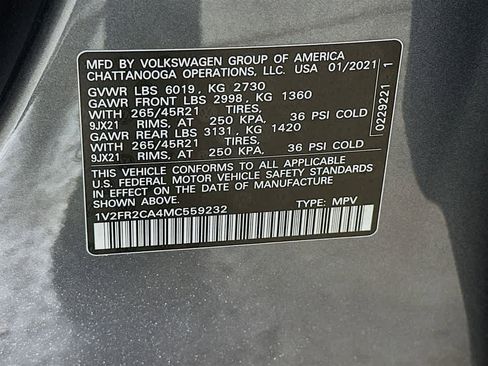 MFD BY VOLKSWAGEN GROUP OF AMERICA
CHATTANOOGA OPERATIONS, LLC. USA 01/2021
GVWR LBS 6019, KG 2730
GAWR FRONT LBS 2998, KG 1360
WITH 265/45R21 TIRES,
9JX21 RIMS, AT 250 KPA, 36 PSI COLD
GAWR REAR LBS 3131, KG 1420
WITH 265/45R21 TIRES,
9JX21 RIMS, AT 250 KPA, 36 PSI COLD
THIS VEHICLE CONFORMS TO ALL APPLICABLE
U.S. FEDERAL MOTOR VEHICLE SAFETY STANDARDS
IN EFFECT ON THE DATE OF MANUFACTURE
SHOWN ABOVE.
1V2FR2CA4MC559232 TYPE: MPV
0229221 1